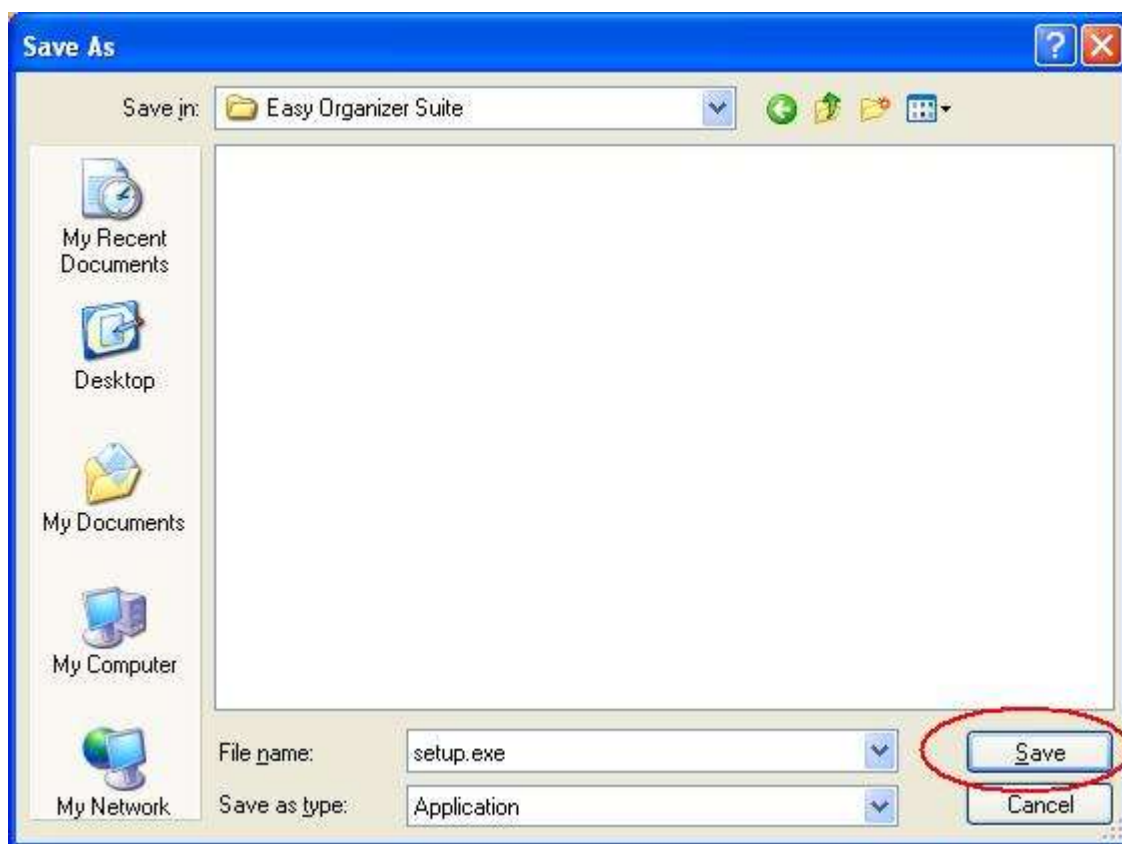 Save As
Save in:
Easy Organizer Suite
My Recent
Documents
Desktop
My Documents
My Computer
My Network
File name:
setup.exe
Save
Save as type:
Application
Cancel